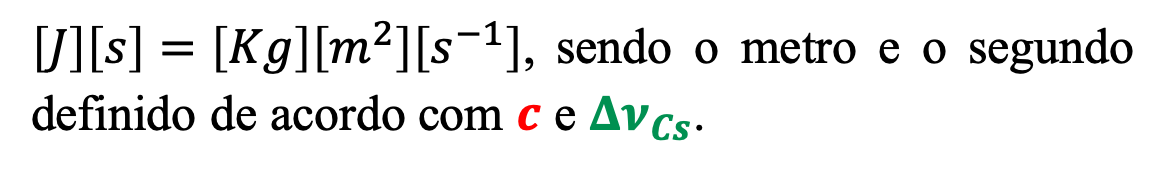 [J][s] = [Kg][m²][s⁻¹], sendo o metro e o segundo
definido de acordo com c e Δν_Cs.